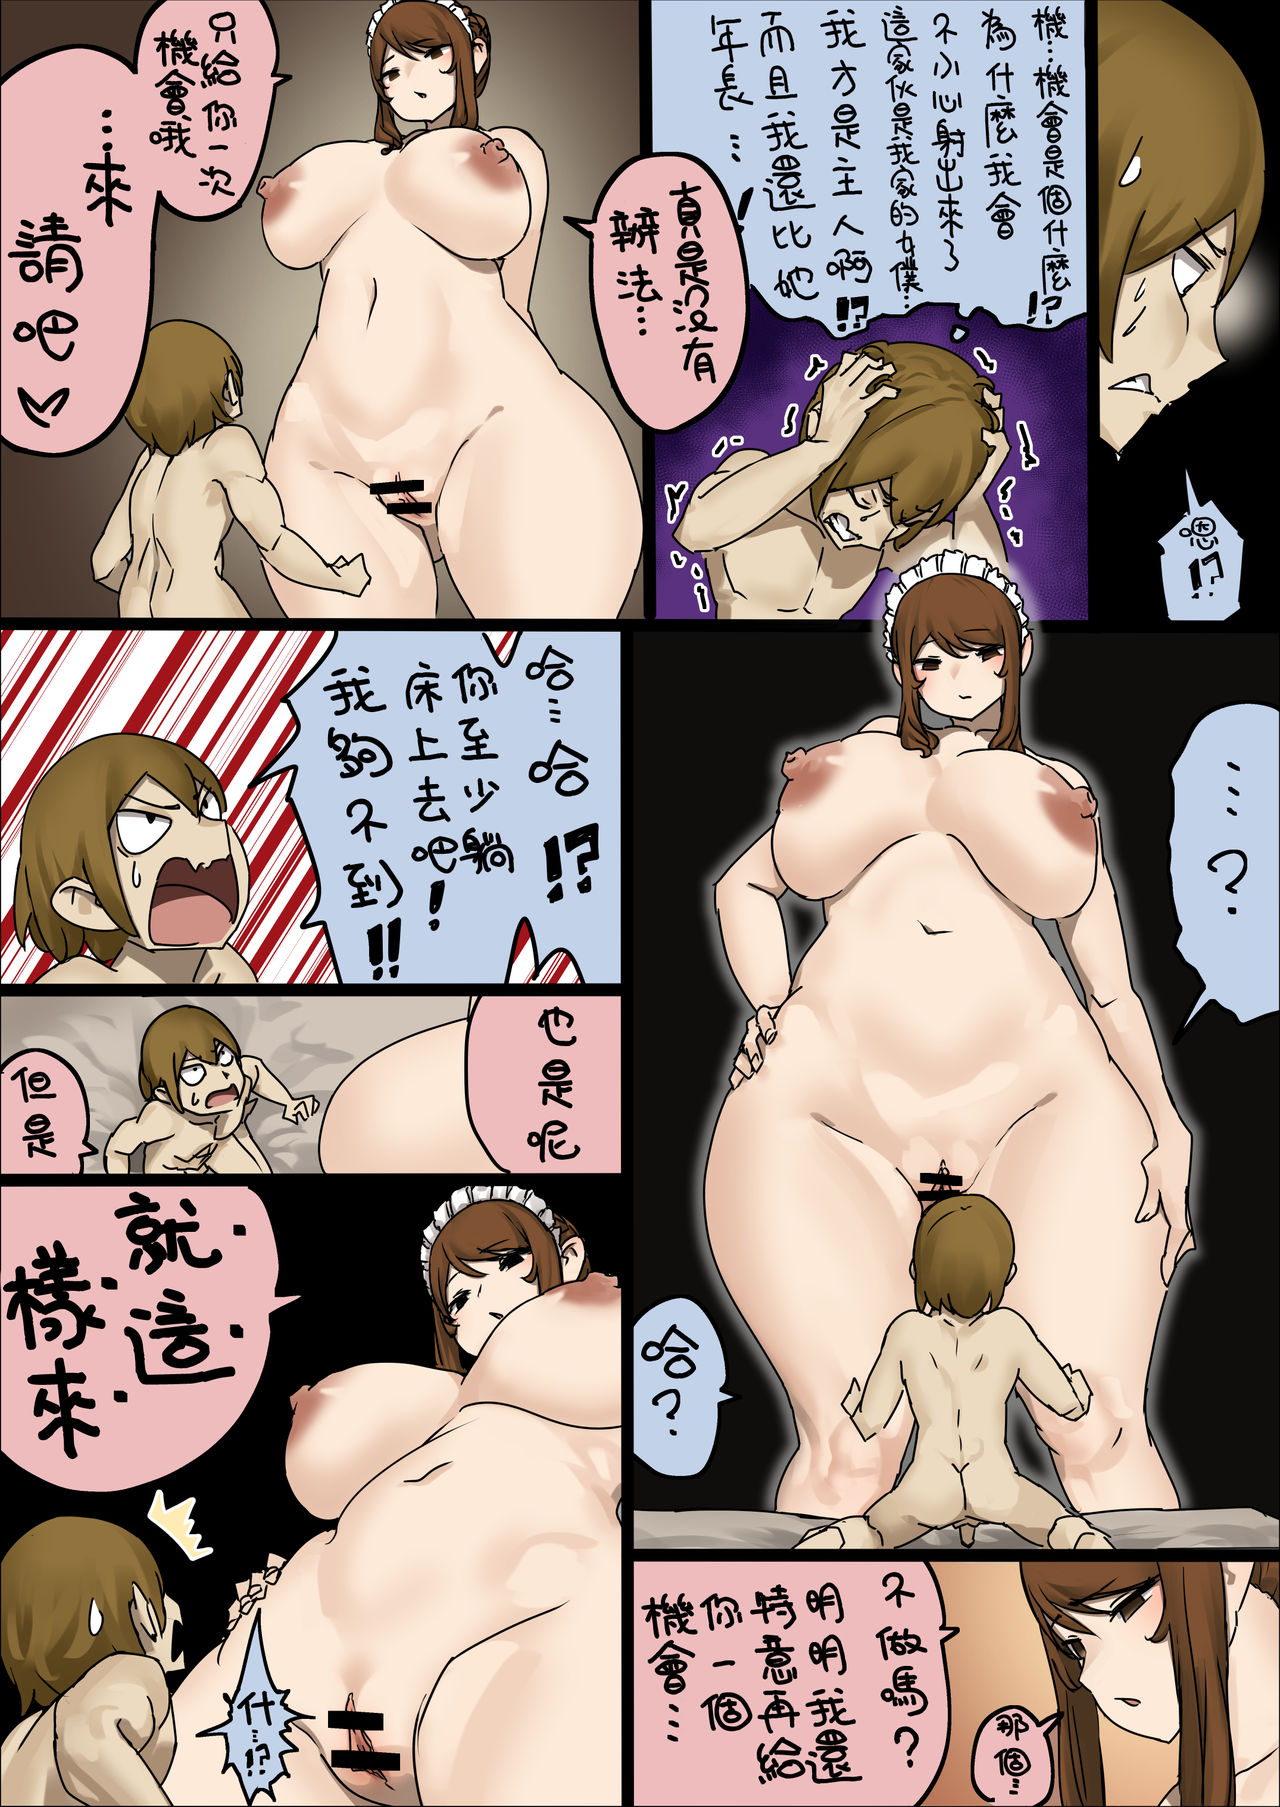 嗯!?
機…機會是個什麼!?
為什麼我會
不小心射出來了
這家伙是我家的女僕…
我方是主人啊!?
而且我還比她
年長…!
真是沒有
辦法…
只給你一次
機會哦
…來
請吧♡
…?
哈?
那個…
不做嗎?
明明我還
特意再給
你一個
機會…
哈…哈!?
你至少躺
床上去吧!
我夠不到!!
也是呢
但是
就這
樣來
什…!?